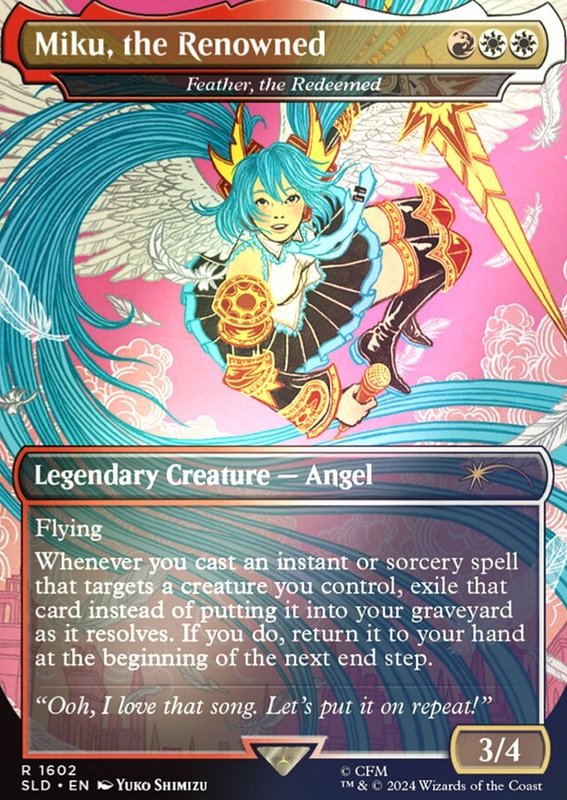 Miku, the Renowned
Feather, the Redeemed
Legendary Creature — Angel
Flying
Whenever you cast an instant or sorcery spell
that targets a creature you control, exile that
card instead of putting it into your graveyard
as it resolves. If you do, return it to your hand
at the beginning of the next end step.
“Ooh, I love that song. Let’s put it on repeat!”
3/4
R 1602
SLD • EN Yuko Shimizu
© CFM
™ & © 2024 Wizards of the Coast